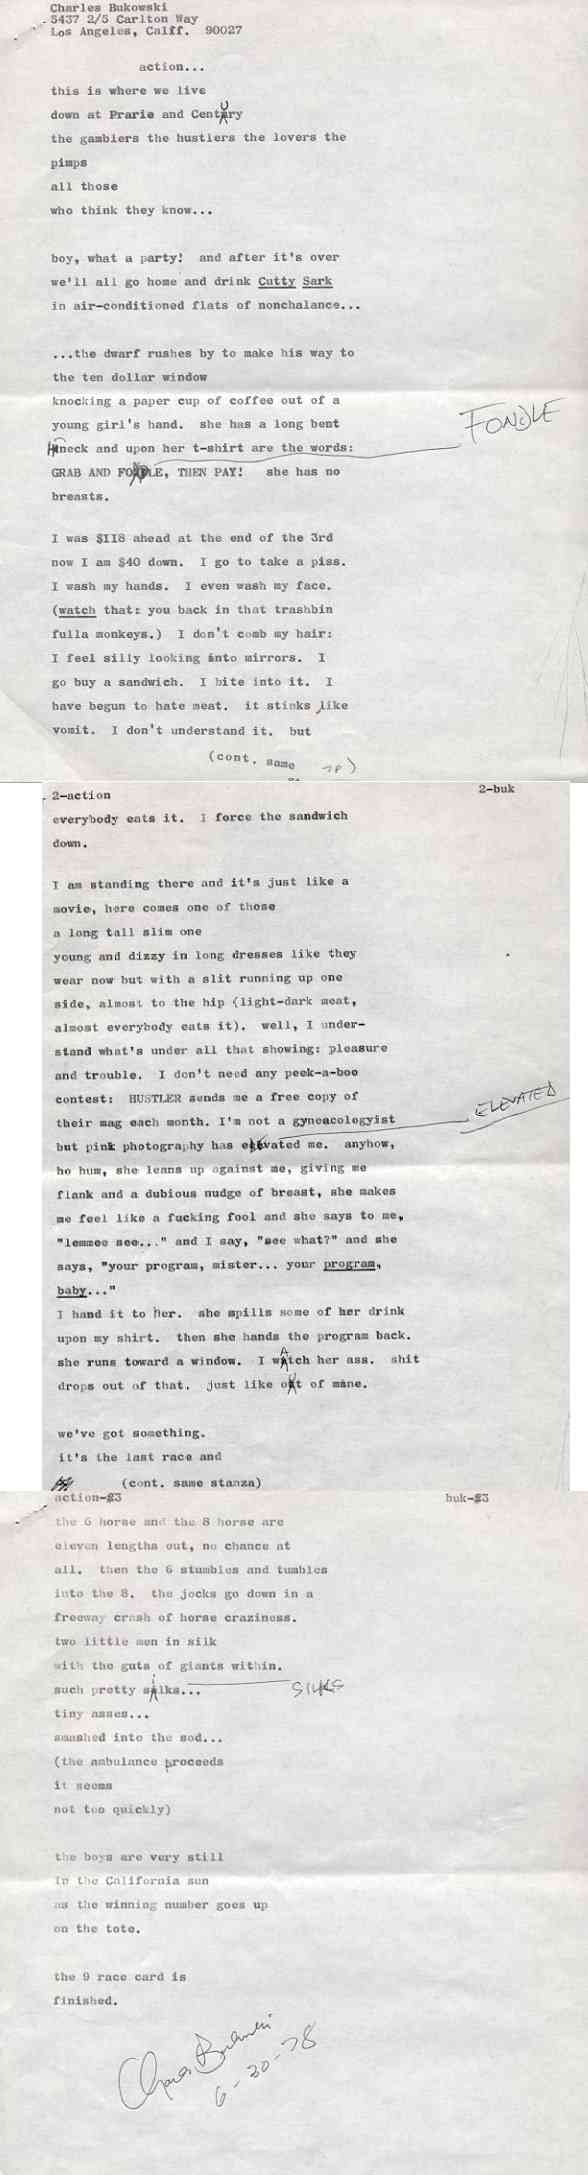 Charles Bukowski
5437 2/5 Carlton Way
Los Angeles, Calif. 90027
action...
this is where we live
down at Prarie and Century
the gamblers the hustlers the lovers the
pimps
all those
who think they know...
boy, what a party! and after it's over
we'll all go home and drink Cutty Sark
in air-conditioned flats of nonchalance...
...the dwarf rushes by to make his way to
the ten dollar window
knocking a paper cup of coffee out of a
young girl's hand. she has a long bent
FONDLE
neck and upon her t-shirt are the words:
GRAB AND FONDLE, THEN PAY! she has no
breasts.
I was $118 ahead at the end of the 3rd
now I am $40 down. I go to take a piss.
I wash my hands. I even wash my face.
(watch that: you back in that trashbin
fulla monkeys.) I don't comb my hair:
I feel silly looking into mirrors. I
go buy a sandwich. I bite into it. I
have begun to hate meat. it stinks like
vomit. I don't understand it. but
(cont. same
2-action 2-buk
everybody eats it. I force the sandwich
down.
I am standing there and it's just like a
movie, here comes one of those
a long tall slim one
young and dizzy in long dresses like they
wear now but with a slit running up one
side, almost to the hip (light-dark meat,
almost everybody eats it). well, I under-
stand what's under all that showing: pleasure
and trouble. I don't need any peek-a-boo
contest: HUSTLER sends me a free copy of
ELEVATED
their mag each month. I'm not a gyneacologyist
but pink photography has elevated me. anyhow,
ho hum, she leans up against me, giving me
flank and a dubious nudge of breast, she makes
me feel like a fucking fool and she says to me,
"lemmee see..." and I say, "see what?" and she
says, "your program, mister... your program,
baby..."
I hand it to her. she spills some of her drink
upon my shirt. then she hands the program back.
she runs toward a window. I watch her ass. shit
drops out of that. just like out of mine.
we've got something.
it's the last race and
(cont. same stanza)
action-3 buk-3
the 6 horse and the 8 horse are
eleven lengths out, no chance at
all. then the 6 stumbles and tumbles
into the 8. the jocks go down in a
freeway crash of horse craziness.
two little men in silk
with the guts of giants within.
such pretty silks... SILKS
tiny asses...
smashed into the sod...
(the ambulance proceeds
it seems
not too quickly)
the boys are very still
in the California sun
as the winning number goes up
on the tote.
the 9 race card is
finished.
Charles Bukowski
6-30-78